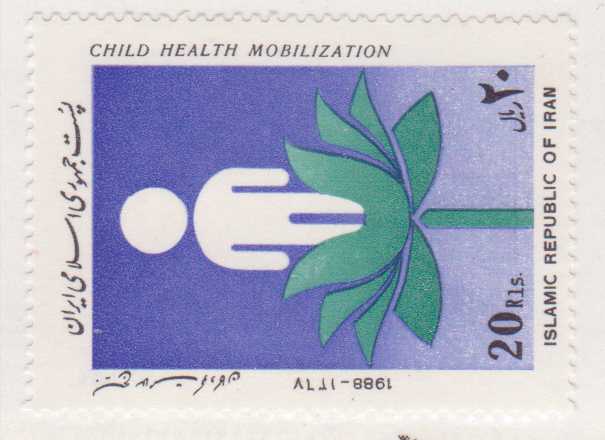 CHILD HEALTH MOBILIZATION
پست جمهوری اسلامی ایران
۲۰ ریال
ISLAMIC REPUBLIC OF IRAN
20 Rls.
1988-۱۳۶۷